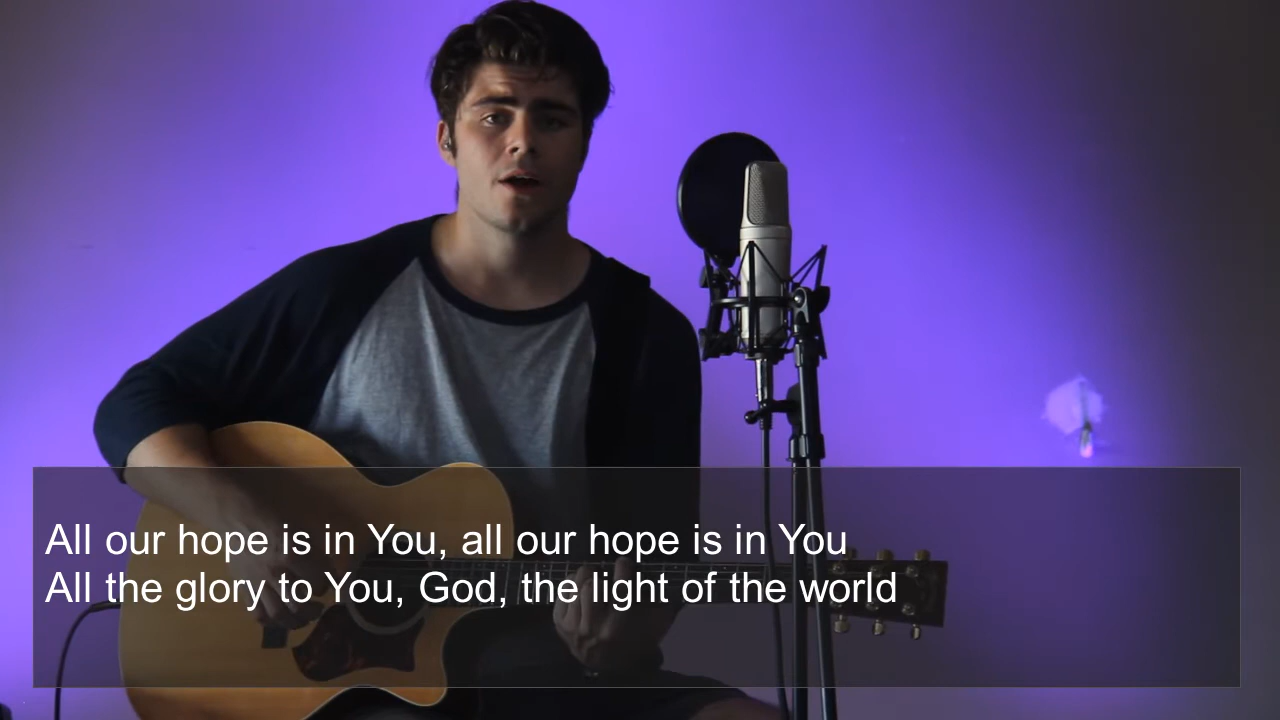 All our hope is in You, all our hope is in You
All the glory to You, God, the light of the world